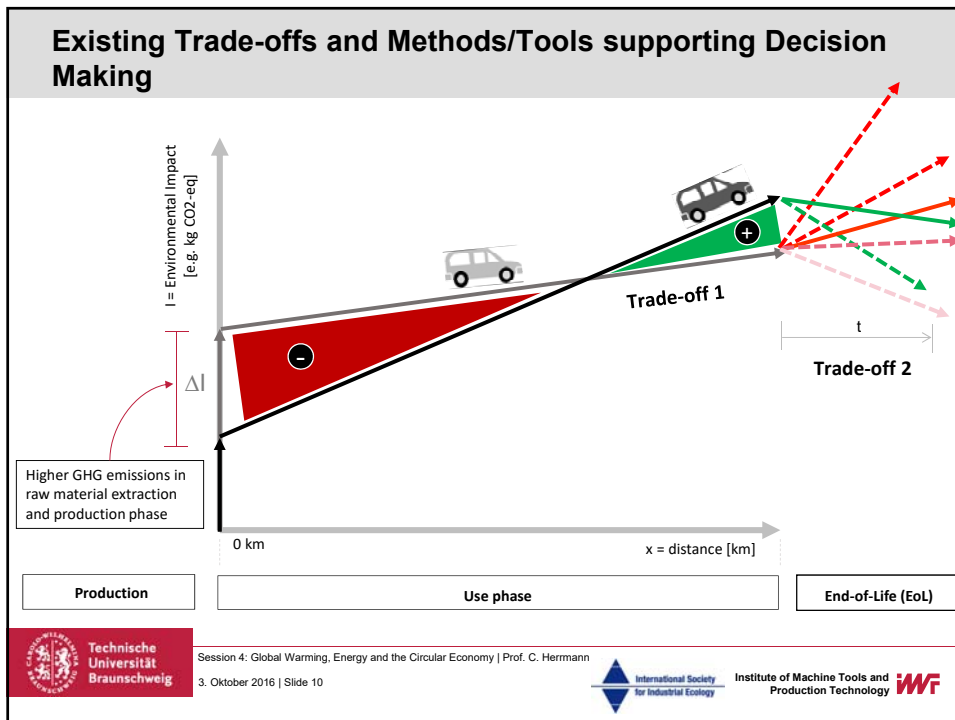 Existing Trade-offs and Methods/Tools supporting Decision
Making
I = Environmental Impact
[e.g. kg CO2-eq]
+
Trade-off 1
-
t
Trade-off 2
ΔI
Higher GHG emissions in
raw material extraction
and production phase
0 km
x = distance [km]
Production
Use phase
End-of-Life (EoL)
CAROLO-WILHELMINA
BRAUNSCHWEIG
Technische
Universität
Braunschweig
Session 4: Global Warming, Energy and the Circular Economy | Prof. C. Herrmann
3. Oktober 2016 | Slide 10
International Society
for Industrial Ecology
Institute of Machine Tools and
Production Technology
IWF